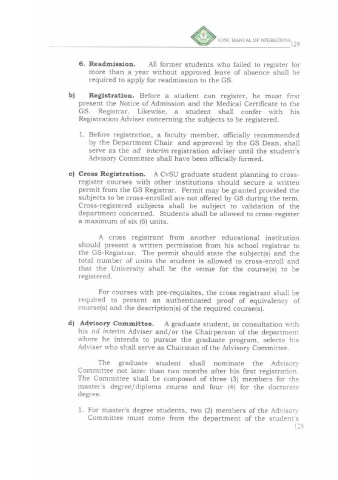 CvSU MANUAL OF OPERATIONS
128
6. Readmission. All former students who failed to register for
more than a year without approved leave of absence shall be
required to apply for readmission to the GS.
b) Registration. Before a student can register, he must first
present the Notice of Admission and the Medical Certificate to the
GS. Registrar. Likewise, a student shall confer with his
Registration Adviser concerning the subjects to be registered.
1. Before registration, a faculty member, officially recommended
by the Department Chair and approved by the GS Dean, shall
serve as the ad interim registration adviser until the student's
Advisory Committee shall have been officially formed.
c) Cross Registration. A CvSU graduate student planning to cross-
register courses with other institutions should secure a written
permit from the GS Registrar. Permit may be granted provided the
subjects to be cross-enrolled are not offered by GS during the term.
Cross-registered subjects shall be subject to validation of the
department concerned. Students shall be allowed to cross-register
a maximum of six (6) units.
A cross registrant from another educational institution
should present a written permission from his school registrar to
the GS-Registrar. The permit should state the subject(s) and the
total number of units the student is allowed to cross-enroll and
that the University shall be the venue for the course(s) to be
registered.
For courses with pre-requisites, the cross registrant shall be
required to present an authenticated proof of equivalency of
course(s) and the description(s) of the required course(s).
d) Advisory Committee. A graduate student, in consultation with
his ad interim Adviser and/or the Chairperson of the department
where he intends to pursue the graduate program, selects his
Adviser who shall serve as Chairman of the Advisory Committee.
The graduate student shall nominate the Advisory
Committee not later than two months after his first registration.
The Committee shall be composed of three (3) members for the
master's degree/diploma course and four (4) for the doctorate
degree.
1. For master's degree students, two (2) members of the Advisory
Committee must come from the department of the student's
128